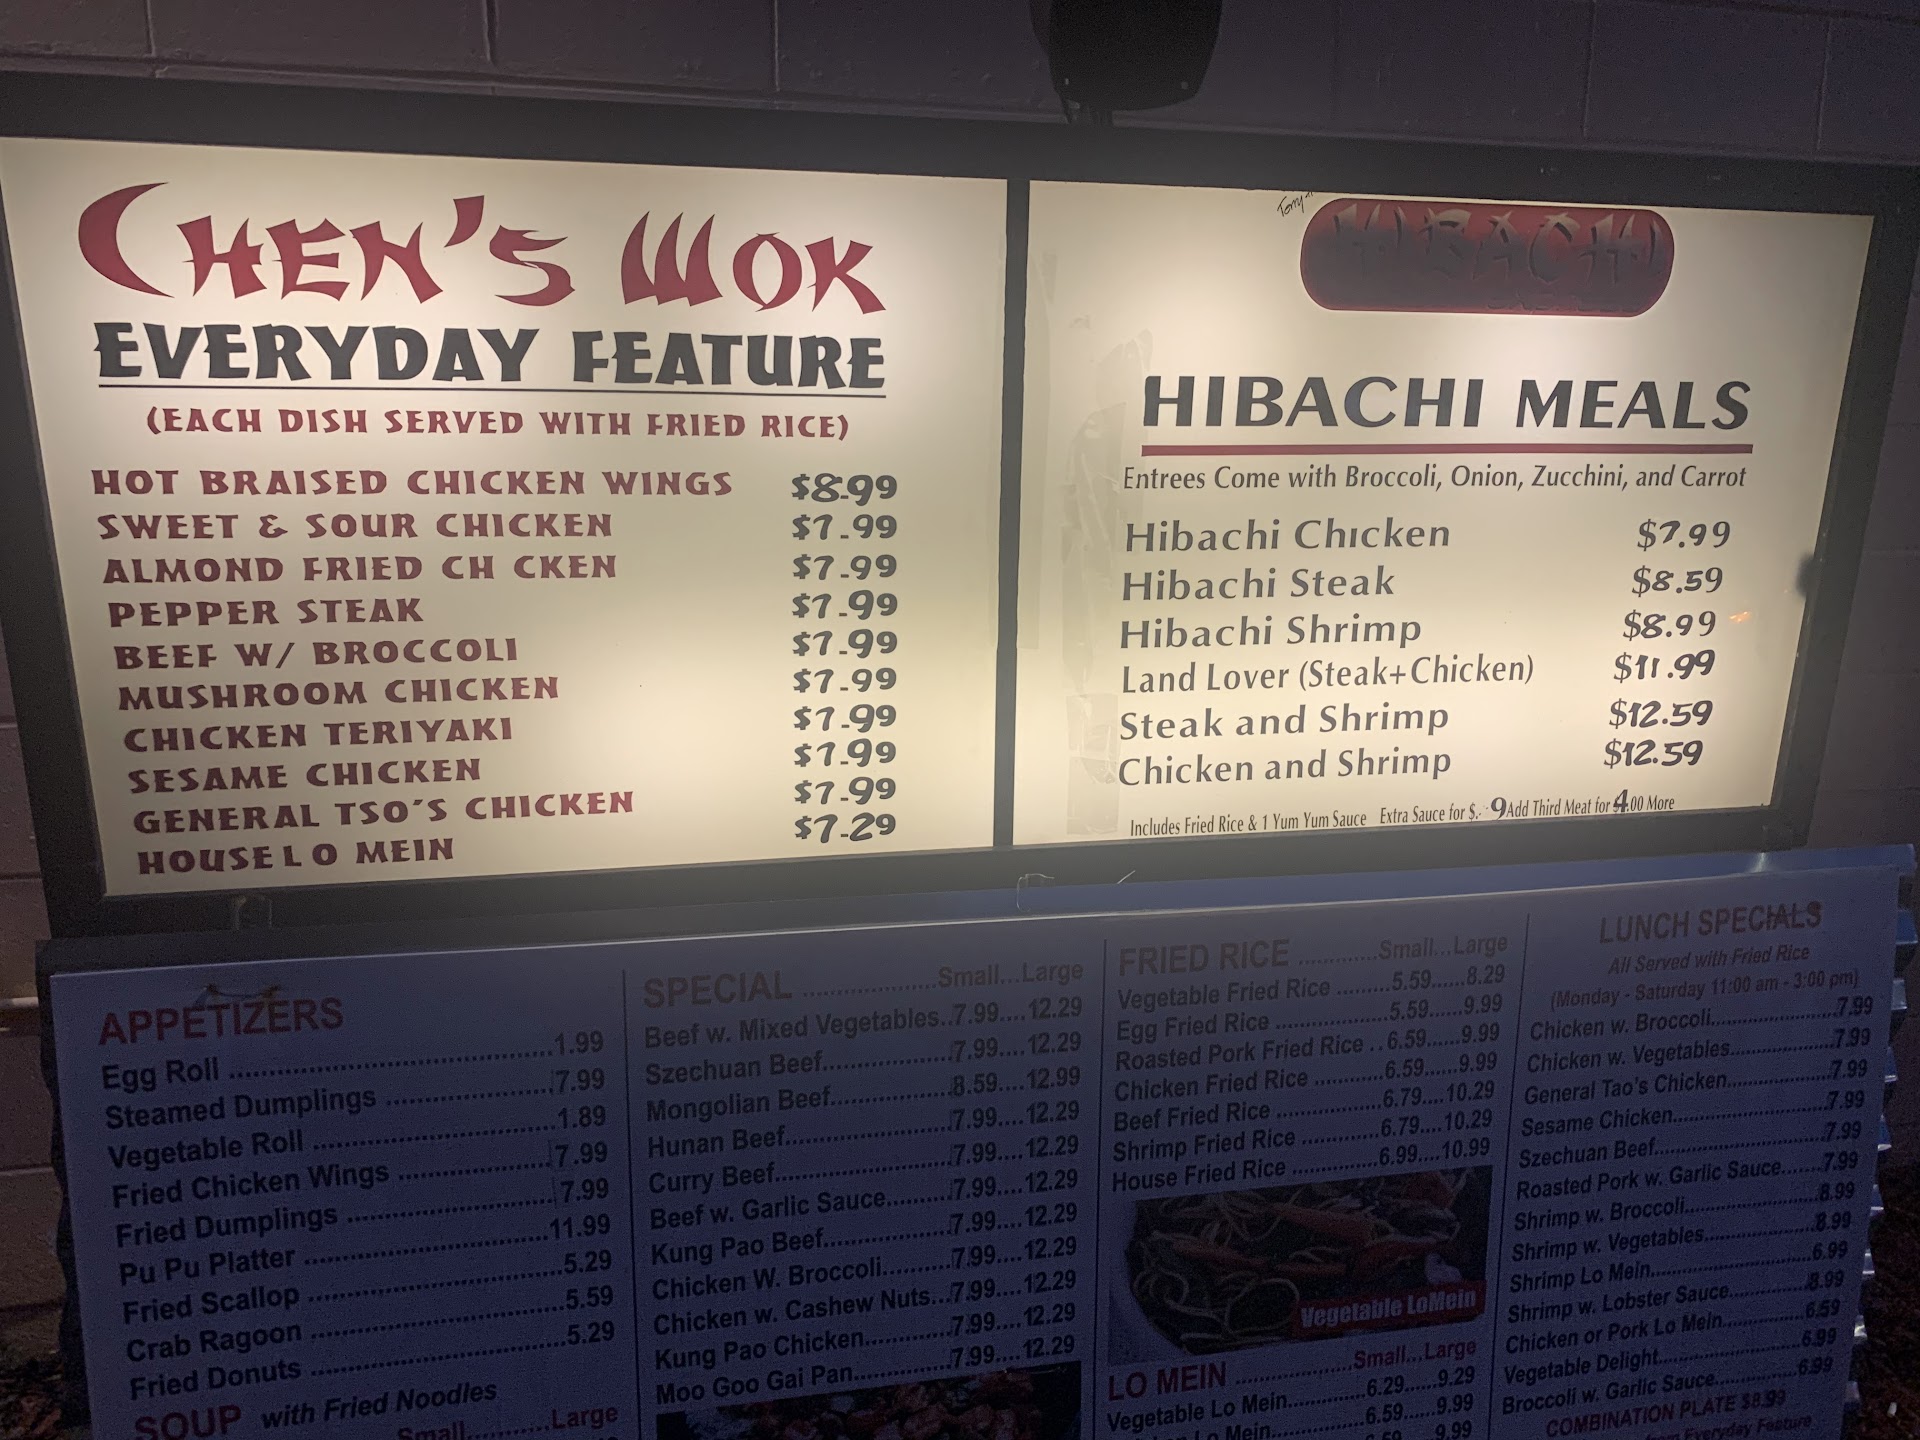 CHEN'S WOK
EVERYDAY FEATURE
(EACH DISH SERVED WITH FRIED RICE)
HOT BRAISED CHICKEN WINGS $8.99
SWEET & SOUR CHICKEN $7.99
ALMOND FRIED CH CKEN $7.99
PEPPER STEAK $7.99
BEEF W/ BROCCOLI $7.99
MUSHROOM CHICKEN $7.99
CHICKEN TERIYAKI $7.99
SESAME CHICKEN $7.99
GENERAL TSO'S CHICKEN $7.99
HOUSE LO MEIN $7.29
HIBACHI
HIBACHI MEALS
Entrees Come with Broccoli, Onion, Zucchini, and Carrot
Hibachi Chicken $7.99
Hibachi Steak $8.59
Hibachi Shrimp $8.99
Land Lover (Steak+Chicken) $11.99
Steak and Shrimp $12.59
Chicken and Shrimp $12.59
Includes Fried Rice & 1 Yum Yum Sauce Extra Sauce for $. 9 Add Third Meat for 4.00 More
APPETIZERS
Egg Roll ........ 1.99
Steamed Dumplings ........ 7.99
Vegetable Roll ........ 1.89
Fried Chicken Wings ........ 7.99
Fried Dumplings ........ 7.99
Pu Pu Platter ........ 11.99
Fried Scallop ........ 5.29
Crab Ragoon ........ 5.59
Fried Donuts ........ 5.29
SOUP with Fried Noodles
Small........Large
SPECIAL ........Small...Large
Beef w. Mixed Vegetables..7.99....12.29
Szechuan Beef........7.99....12.29
Mongolian Beef........8.59....12.99
Hunan Beef........7.99....12.29
Curry Beef........7.99....12.29
Beef w. Garlic Sauce........7.99....12.29
Kung Pao Beef........7.99....12.29
Chicken W. Broccoli........7.99....12.29
Chicken w. Cashew Nuts...7.99....12.29
Kung Pao Chicken........7.99....12.29
Moo Goo Gai Pan........7.99....12.29
FRIED RICE ........Small...Large
Vegetable Fried Rice ........5.59......8.29
Egg Fried Rice ........5.59......9.99
Roasted Pork Fried Rice ..6.59......9.99
Chicken Fried Rice ........6.59......9.99
Beef Fried Rice ........6.79....10.29
Shrimp Fried Rice ........6.79....10.29
House Fried Rice ........6.99....10.99
Vegetable LoMein
LO MEIN ........Small...Large
Vegetable Lo Mein........6.29......9.29
Lo Mein........6.59......9.99
9.99
LUNCH SPECIALS
All Served with Fried Rice
(Monday - Saturday 11:00 am - 3:00 pm)
Chicken w. Broccoli........7.99
Chicken w. Vegetables........7.99
General Tao's Chicken........7.99
Sesame Chicken........7.99
Szechuan Beef........7.99
Roasted Pork w. Garlic Sauce.......7.99
Shrimp w. Broccoli........8.99
Shrimp w. Vegetables........8.99
Shrimp Lo Mein........6.99
Shrimp w. Lobster Sauce........8.99
Chicken or Pork Lo Mein........6.59
Vegetable Delight........6.99
Broccoli w. Garlic Sauce........6.99
COMBINATION PLATE $8.99
from Everyday Feature